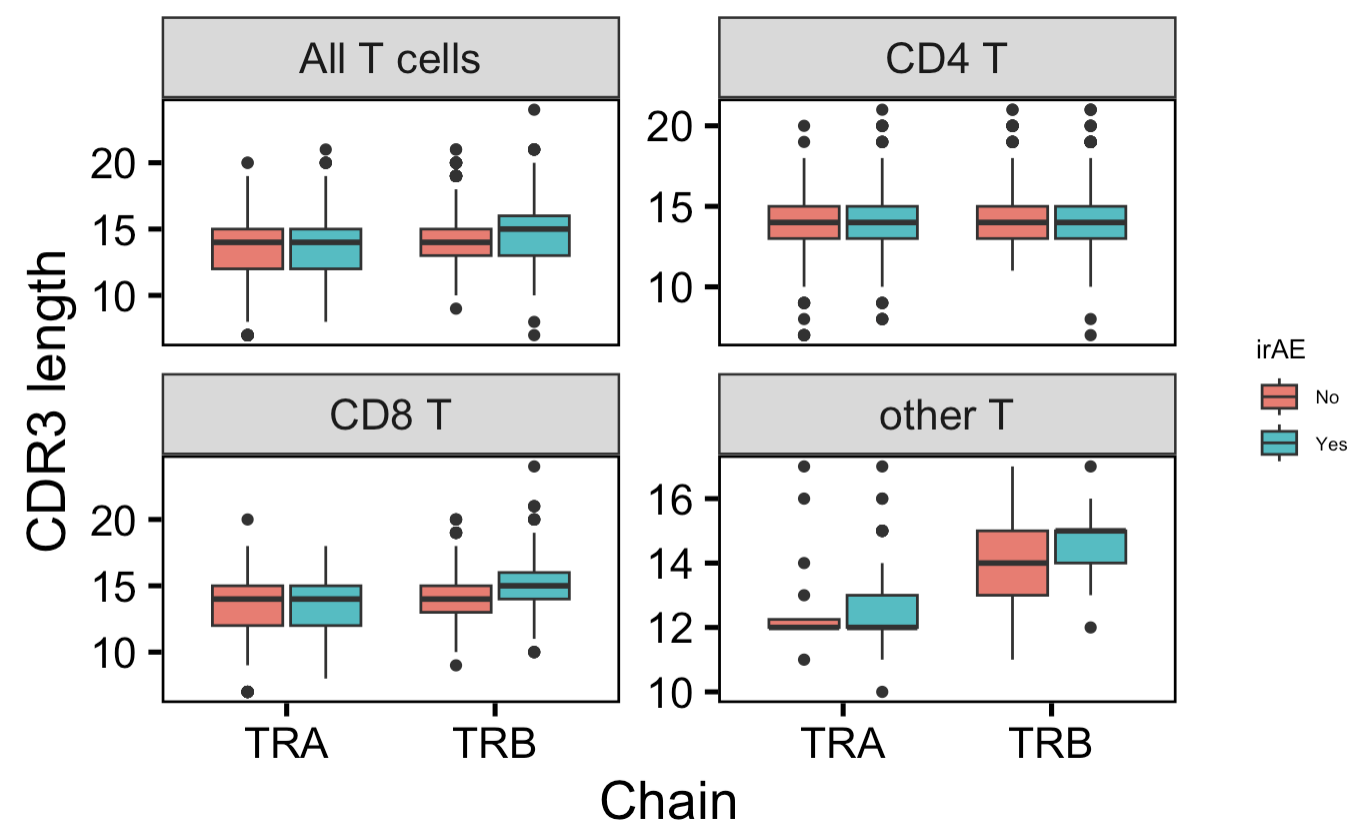 All T cells
CD4 T
20
15
10
20
15
10
CD8 T
other T
20
15
10
16
14
12
10
TRA
TRB
TRA
TRB
Chain
CDR3 length
irAE
No
Yes